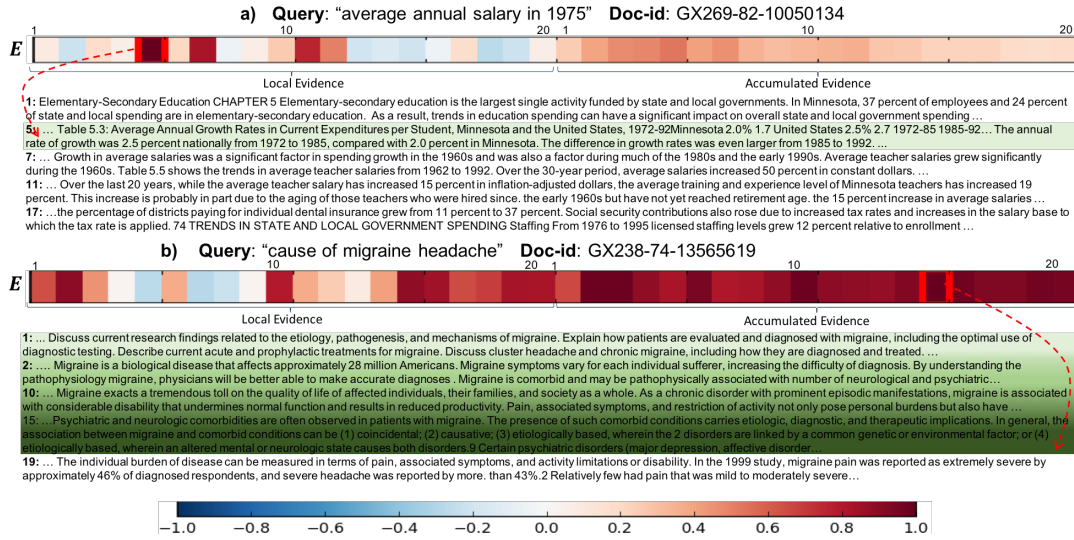 a) Query: “average annual salary in 1975” Doc-id: GX269-82-10050134
1 10 20 1 10 20
E
Local Evidence Accumulated Evidence
1: Elementary-Secondary Education CHAPTER 5 Elementary-secondary education is the largest single activity funded by state and local governments. In Minnesota, 37 percent of employees and 24 percent
of state and local spending are in elementary-secondary education. As a result, trends in education spending can have a significant impact on overall state and local government spending …
5: … Table 5.3: Average Annual Growth Rates in Current Expenditures per Student, Minnesota and the United States, 1972-92Minnesota 2.0% 1.7 United States 2.5% 2.7 1972-85 1985-92… The annual
rate of growth was 2.5 percent nationally from 1972 to 1985, compared with 2.0 percent in Minnesota. The difference in growth rates was even larger from 1985 to 1992. …
7: … Growth in average salaries was a significant factor in spending growth in the 1960s and was also a factor during much of the 1980s and the early 1990s. Average teacher salaries grew significantly
during the 1960s. Table 5.5 shows the trends in average teacher salaries from 1962 to 1992. Over the 30-year period, average salaries increased 50 percent in constant dollars. …
11: … Over the last 20 years, while the average teacher salary has increased 15 percent in inflation-adjusted dollars, the average training and experience level of Minnesota teachers has increased 19
percent. This increase is probably in part due to the aging of those teachers who were hired since. the early 1960s but have not yet reached retirement age. the 15 percent increase in average salaries …
17: …the percentage of districts paying for individual dental insurance grew from 11 percent to 37 percent. Social security contributions also rose due to increased tax rates and increases in the salary base to
which the tax rate is applied. 74 TRENDS IN STATE AND LOCAL GOVERNMENT SPENDING Staffing From 1976 to 1995 licensed staffing levels grew 12 percent relative to enrollment …
b) Query: “cause of migraine headache” Doc-id: GX238-74-13565619
1 10 20 1 10 20
E
Local Evidence Accumulated Evidence
1: … Discuss current research findings related to the etiology, pathogenesis, and mechanisms of migraine. Explain how patients are evaluated and diagnosed with migraine, including the optimal use of
diagnostic testing. Describe current acute and prophylactic treatments for migraine. Discuss cluster headache and chronic migraine, including how they are diagnosed and treated. …
2: …. Migraine is a biological disease that affects approximately 28 million Americans. Migraine symptoms vary for each individual sufferer, increasing the difficulty of diagnosis. By understanding the
pathophysiology migraine, physicians will be better able to make accurate diagnoses . Migraine is comorbid and may be pathophysically associated with number of neurological and psychiatric…
10: … Migraine exacts a tremendous toll on the quality of life of affected individuals, their families, and society as a whole. As a chronic disorder with prominent episodic manifestations, migraine is associated
with considerable disability that undermines normal function and results in reduced productivity. Pain, associated symptoms, and restriction of activity not only pose personal burdens but also have …
15: …Psychiatric and neurologic comorbidities are often observed in patients with migraine. The presence of such comorbid conditions carries etiologic, diagnostic, and therapeutic implications. In general, the
association between migraine and comorbid conditions can be (1) coincidental; (2) causative; (3) etiologically based, wherein the 2 disorders are linked by a common genetic or environmental factor; or (4)
etiologically based, wherein an altered mental or neurologic state causes both disorders.9 Certain psychiatric disorders (major depression, affective disorder…
19: … The individual burden of disease can be measured in terms of pain, associated symptoms, and activity limitations or disability. In the 1999 study, migraine pain was reported as extremely severe by
approximately 46% of diagnosed respondents, and severe headache was reported by more. than 43%.2 Relatively few had pain that was mild to moderately severe…
−1.0 −0.8 −0.6 −0.4 −0.2 0.0 0.2 0.4 0.6 0.8 1.0